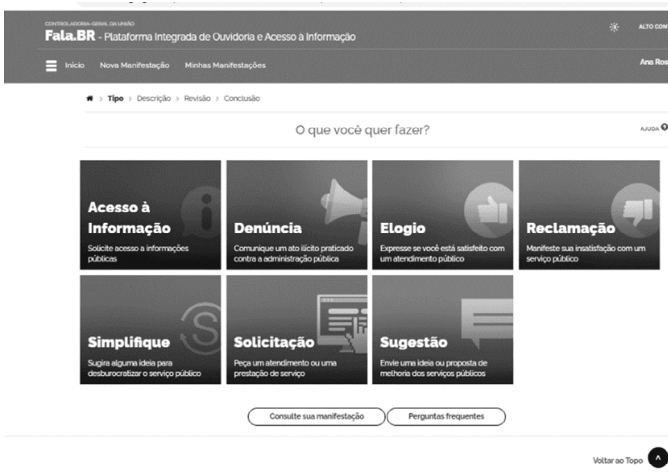 CONTROLADORIA-GERAL DA UNIÃO
Fala.BR - Plataforma Integrada de Ouvidoria e Acesso à Informação
ALTO CON
Início Nova Manifestação Minhas Manifestações
Ana Ros
> Tipo > Descrição > Revisão > Conclusão
O que você quer fazer?
AJUDA
Acesso à
Informação
Solicite acesso a informações
públicas
Denúncia
Comunique um ato ilícito praticado
contra a administração pública
Elogio
Expresse se você está satisfeito com
um atendimento público
Reclamação
Manifeste sua insatisfação com um
serviço público
Simplifique
Sugira alguma ideia para
desburocratizar o serviço público
Solicitação
Peça um atendimento ou uma
prestação de serviço
Sugestão
Envie uma ideia ou proposta de
melhoria dos serviços públicos
Consulte sua manifestação
Perguntas frequentes
Voltar ao Topo